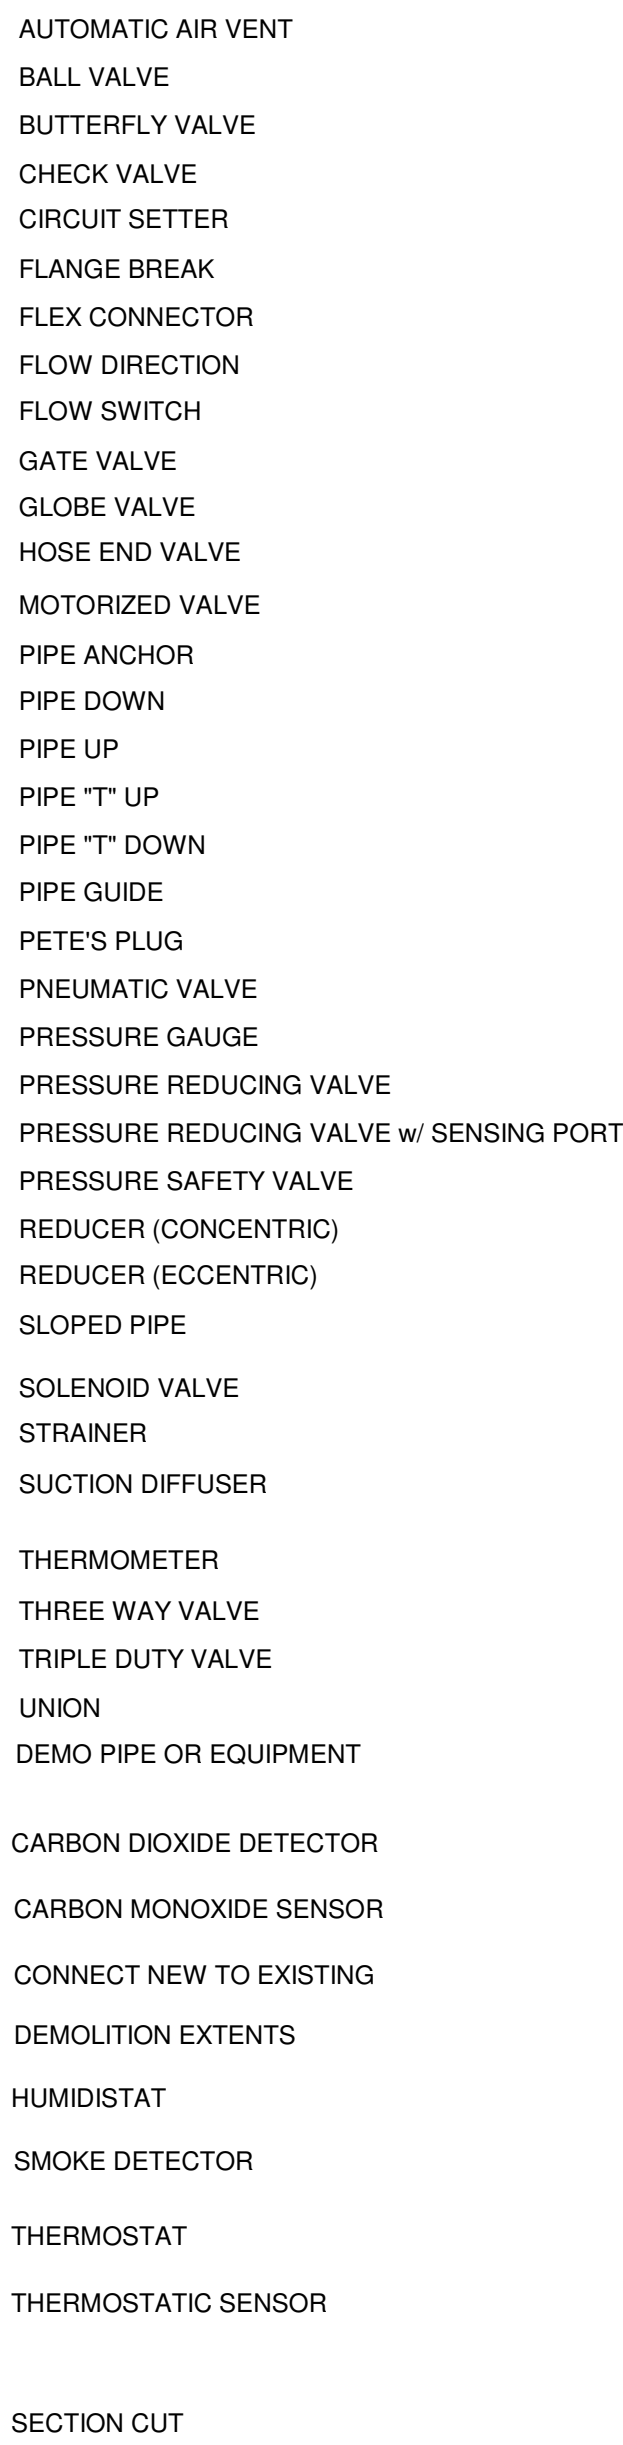 AUTOMATIC AIR VENT
BALL VALVE
BUTTERFLY VALVE
CHECK VALVE
CIRCUIT SETTER
FLANGE BREAK
FLEX CONNECTOR
FLOW DIRECTION
FLOW SWITCH
GATE VALVE
GLOBE VALVE
HOSE END VALVE
MOTORIZED VALVE
PIPE ANCHOR
PIPE DOWN
PIPE UP
PIPE "T" UP
PIPE "T" DOWN
PIPE GUIDE
PETE'S PLUG
PNEUMATIC VALVE
PRESSURE GAUGE
PRESSURE REDUCING VALVE
PRESSURE REDUCING VALVE w/ SENSING PORT
PRESSURE SAFETY VALVE
REDUCER (CONCENTRIC)
REDUCER (ECCENTRIC)
SLOPED PIPE
SOLENOID VALVE
STRAINER
SUCTION DIFFUSER
THERMOMETER
THREE WAY VALVE
TRIPLE DUTY VALVE
UNION
DEMO PIPE OR EQUIPMENT
CARBON DIOXIDE DETECTOR
CARBON MONOXIDE SENSOR
CONNECT NEW TO EXISTING
DEMOLITION EXTENTS
HUMIDISTAT
SMOKE DETECTOR
THERMOSTAT
THERMOSTATIC SENSOR
SECTION CUT